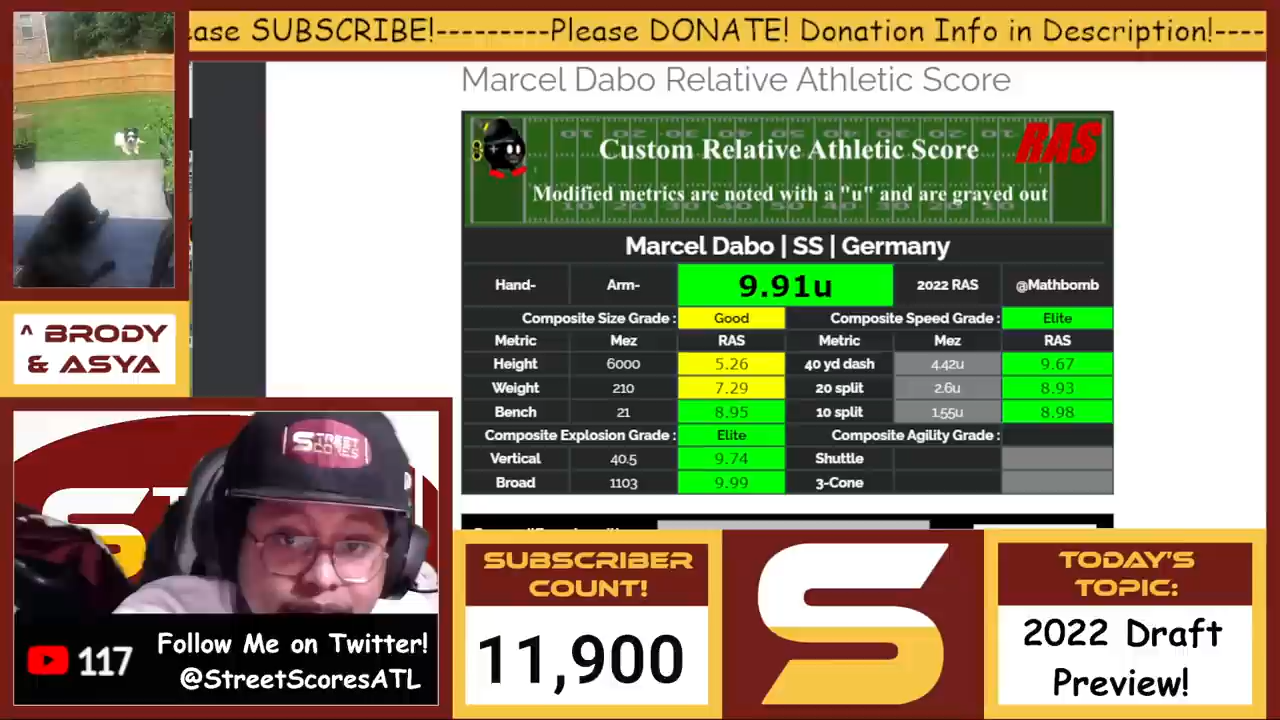 ease SUBSCRIBE!---------Please DONATE! Donation Info in Description!----
Marcel Dabo Relative Athletic Score
Custom Relative Athletic Score
RAS
Modified metrics are noted with a "u" and are grayed out
Marcel Dabo | SS | Germany
Hand- Arm- 9.91u 2022 RAS @Mathbomb
Composite Size Grade : Good Composite Speed Grade : Elite
Metric Mez RAS Metric Mez RAS
Height 6000 5.26 40 yd dash 4.42u 9.67
Weight 210 7.29 20 split 2.6u 8.93
Bench 21 8.95 10 split 1.55u 8.98
Composite Explosion Grade : Elite Composite Agility Grade :
Vertical 40.5 9.74 Shuttle
Broad 1103 9.99 3-Cone
^ BRODY
& ASYA
STREET
SCORES
117
Follow Me on Twitter!
@StreetScoresATL
SUBSCRIBER
COUNT!
11,900
TODAY'S
TOPIC:
2022 Draft
Preview!